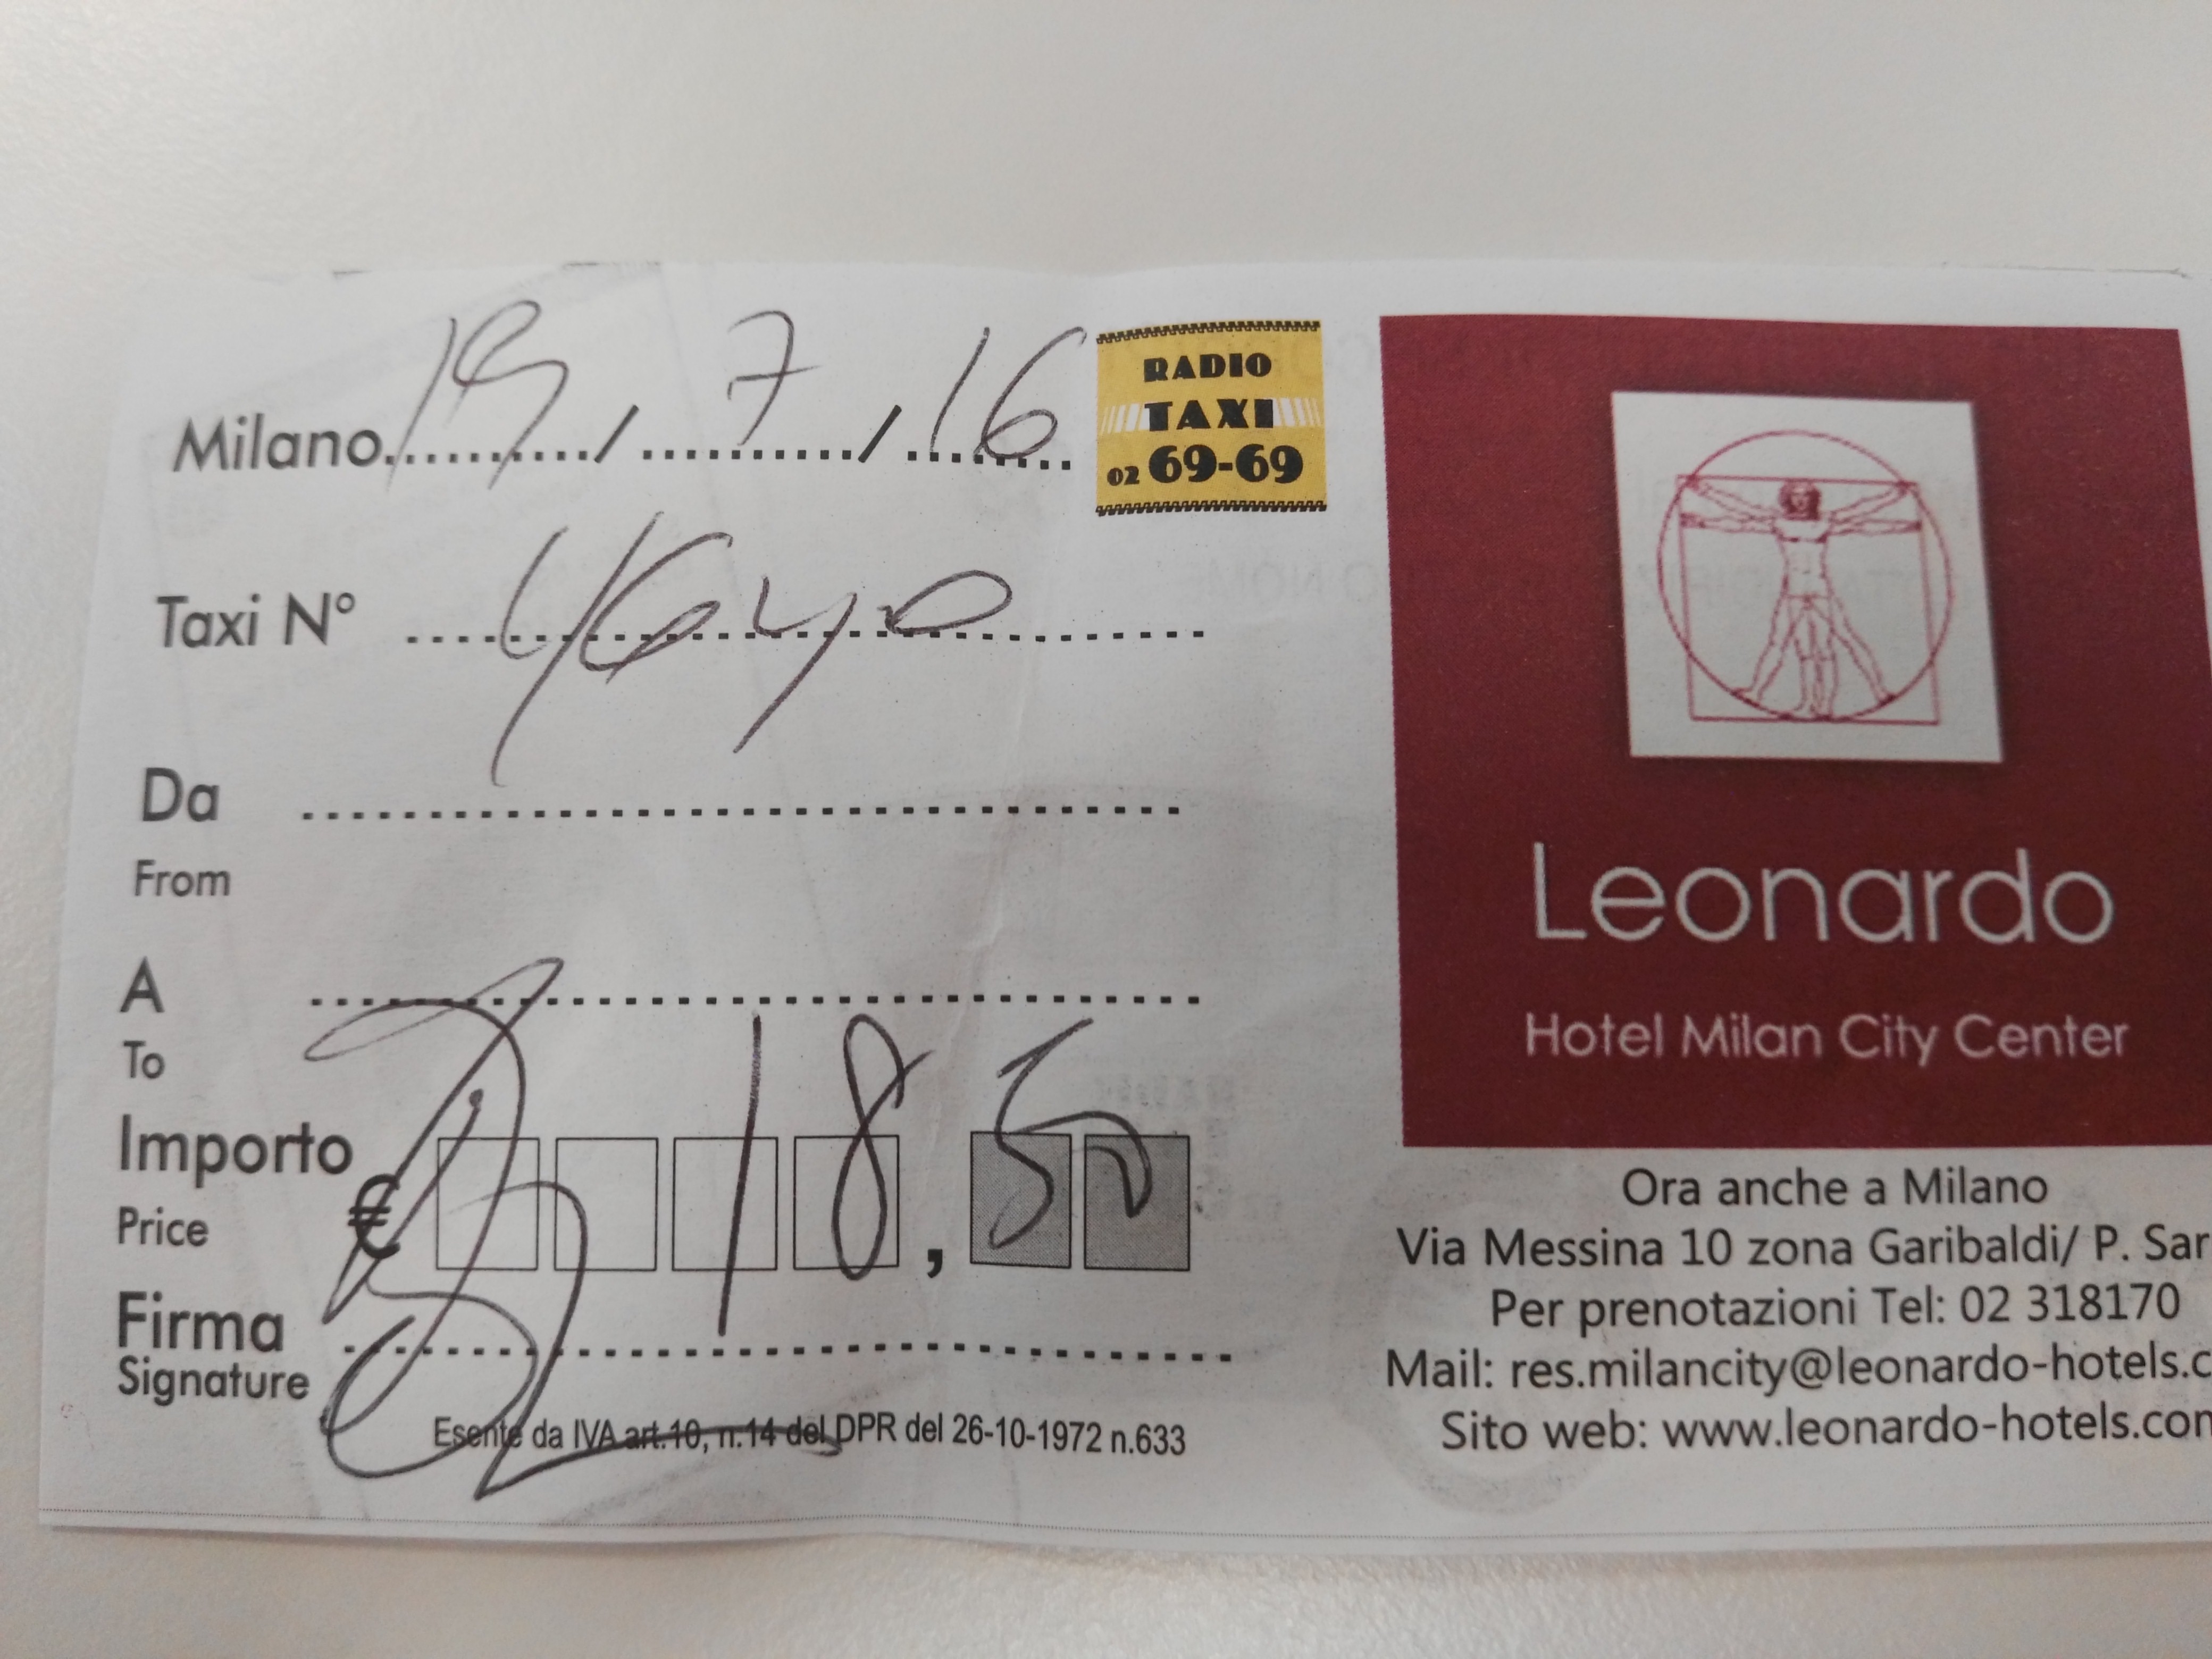 Milano 19 / 7 / 16
RADIO
TAXI
02 69-69
Taxi N° 4640
Da
From
A
To
Importo
Price € 18,50
Firma
Signature
Esente da IVA art.10, n.14 del DPR del 26-10-1972 n.633
Leonardo
Hotel Milan City Center
Ora anche a Milano
Via Messina 10 zona Garibaldi/ P. Sar
Per prenotazioni Tel: 02 318170
Mail: res.milancity@leonardo-hotels.c
Sito web: www.leonardo-hotels.com